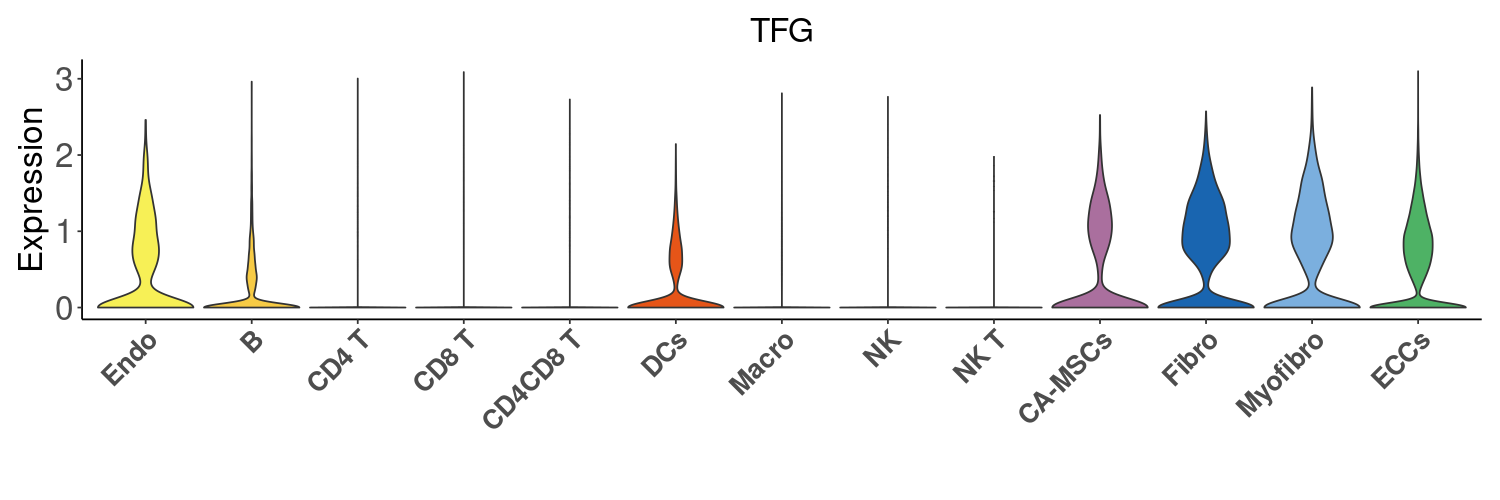 TFG
Expression
3
2
1
0
Endo
B
CD4 T
CD8 T
CD4CD8 T
DCs
Macro
NK
NK T
CA-MSCs
Fibro
Myofibro
ECCs